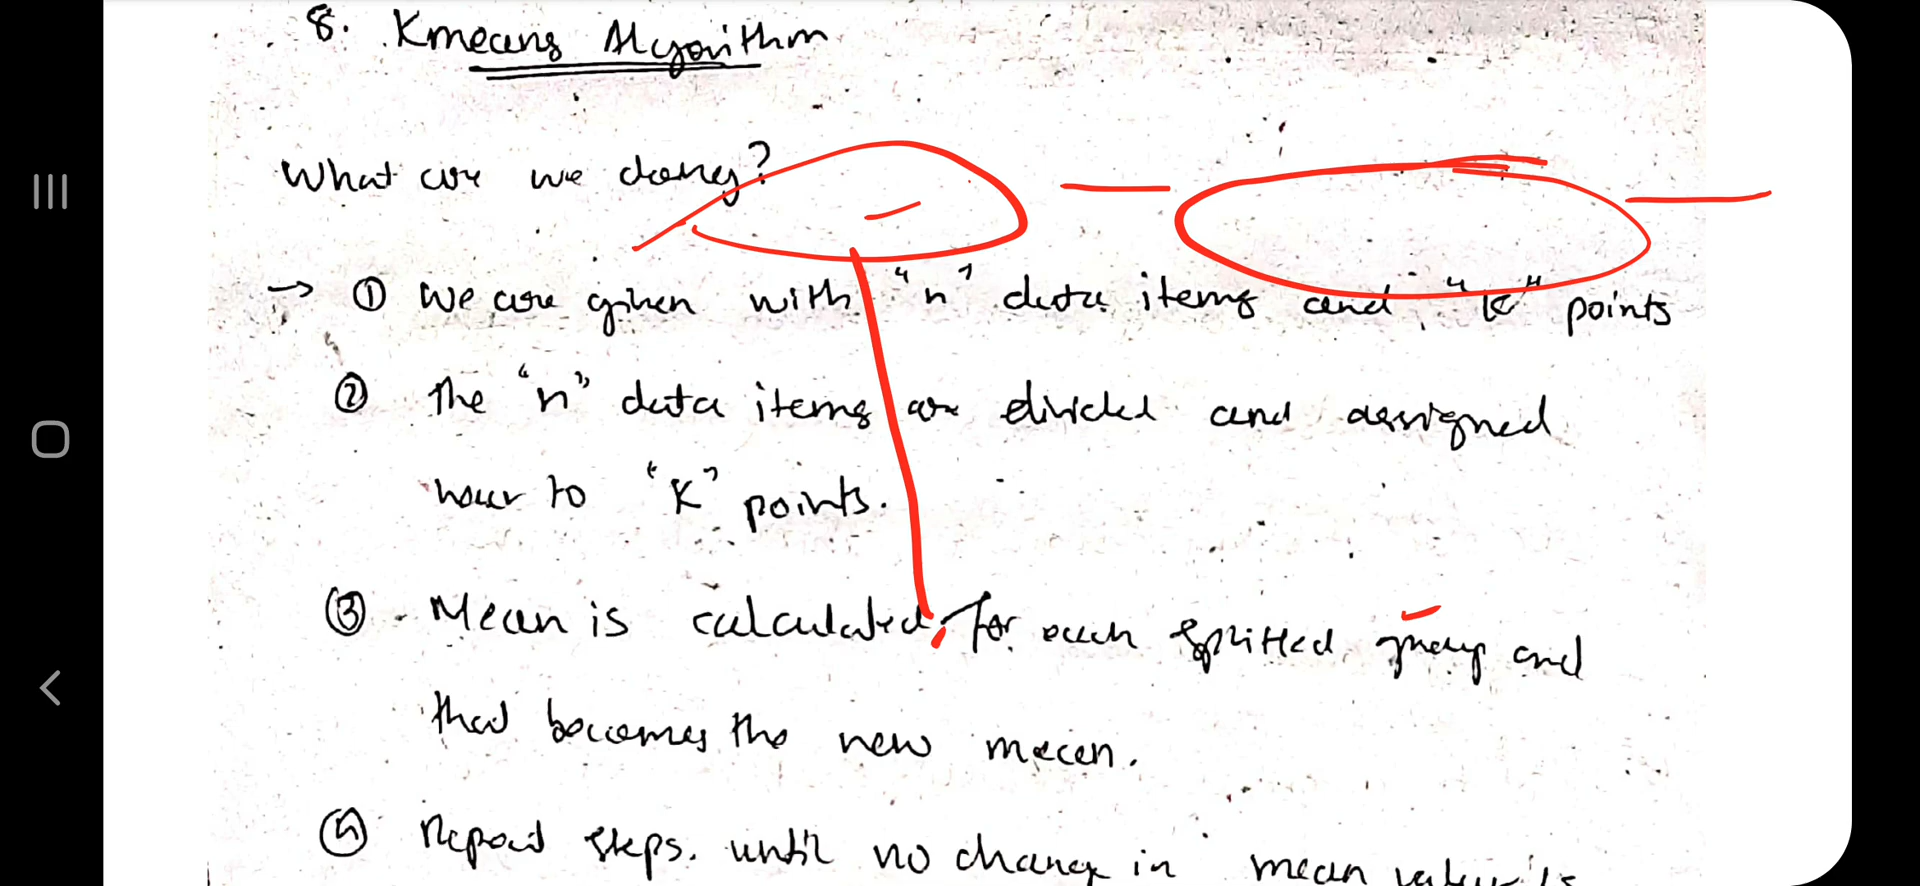 8. Kmeans Algorithm
What are we doing?
→ ① We are given with "n" data items and "K" points
② The "n" data items are divided and assigned
to "K" points.
③ Mean is calculated for each splitted group and
that becomes the new mean.
④ Repeat steps. until no change in mean value is